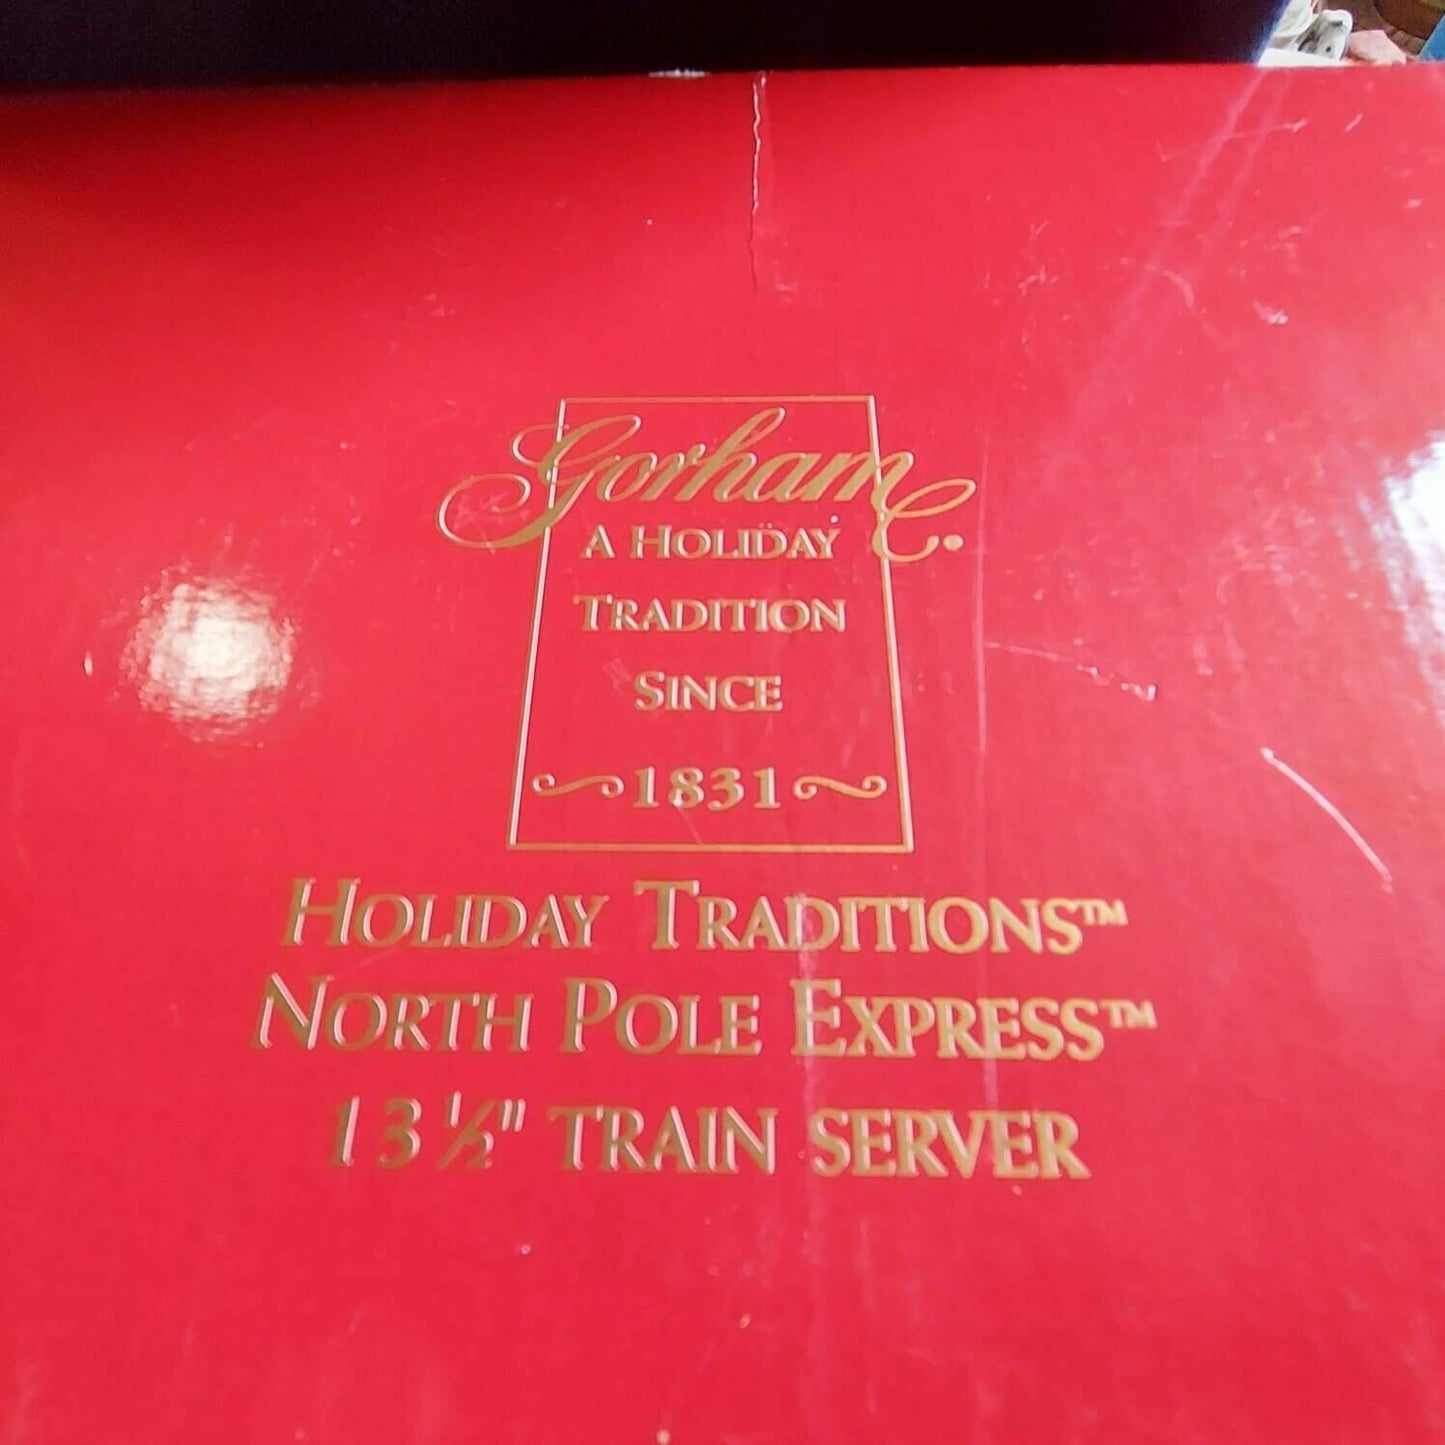 Gorham
A HOLIDAY
TRADITION
SINCE
1831
HOLIDAY TRADITIONS™
NORTH POLE EXPRESS™
13½" TRAIN SERVER